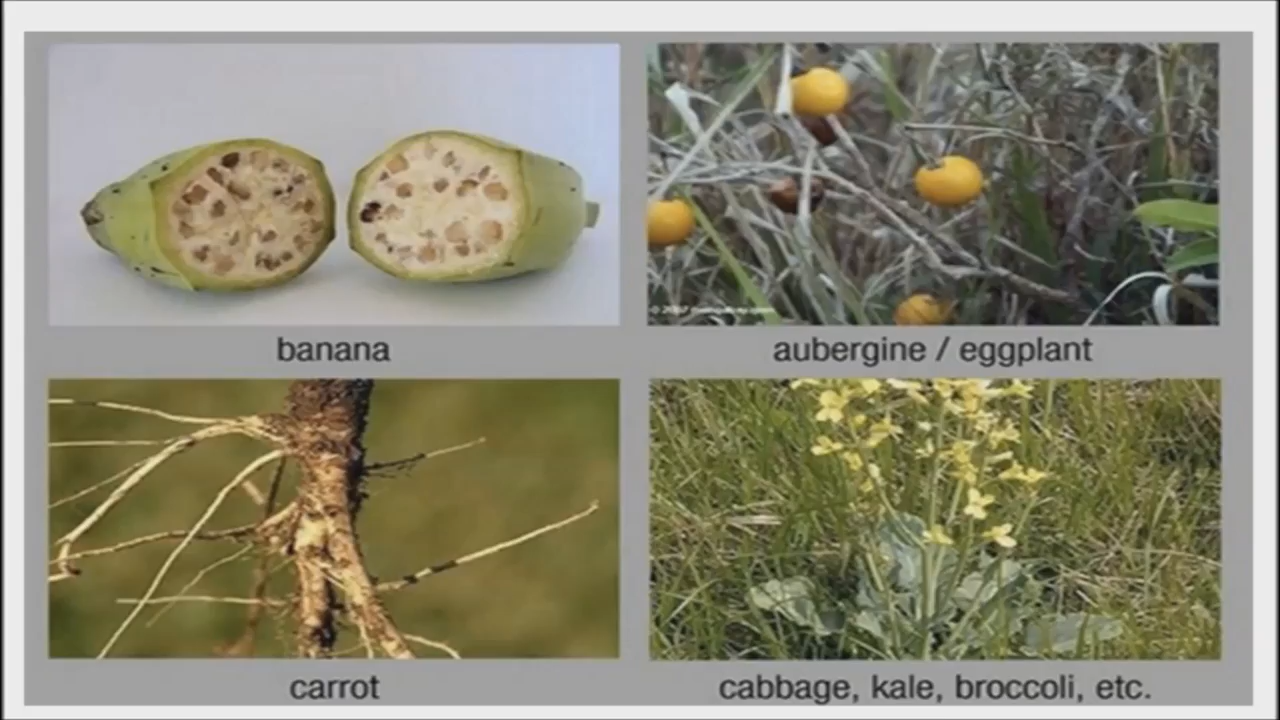 banana
aubergine / eggplant
carrot
cabbage, kale, broccoli, etc.